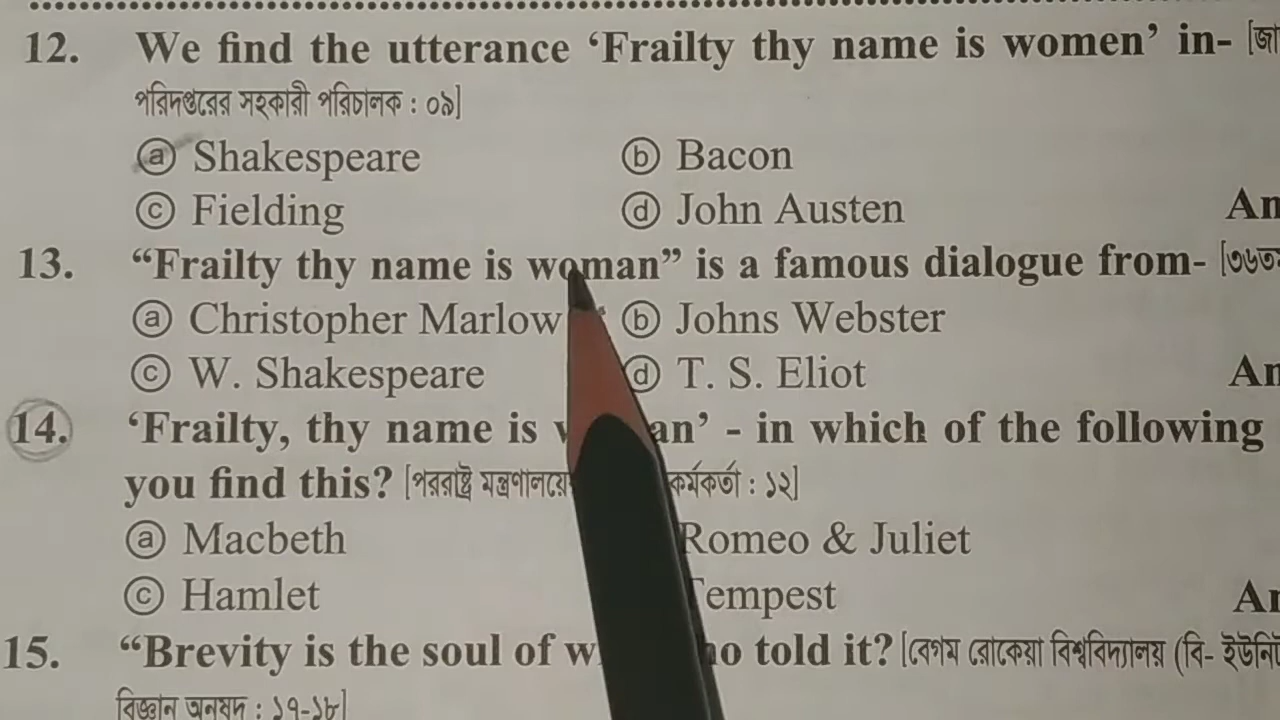 12. We find the utterance ‘Frailty thy name is women’ in- [জা
পরিদপ্তরের সহকারী পরিচালক : ০৯]
ⓐ Shakespeare ⓑ Bacon
ⓒ Fielding ⓓ John Austen An
13. “Frailty thy name is woman” is a famous dialogue from- [৩৬তম
ⓐ Christopher Marlow ⓑ Johns Webster
ⓒ W. Shakespeare ⓓ T. S. Eliot An
14. ‘Frailty, thy name is an’ - in which of the following
you find this? [পররাষ্ট্র মন্ত্রণালয়ে কর্মকর্তা : ১২]
ⓐ Macbeth Romeo & Juliet
ⓒ Hamlet Tempest An
15. “Brevity is the soul of w o told it? [বেগম রোকেয়া বিশ্ববিদ্যালয় (বি- ইউনিট
বিজ্ঞান অনুষদ : ১৭-১৮]